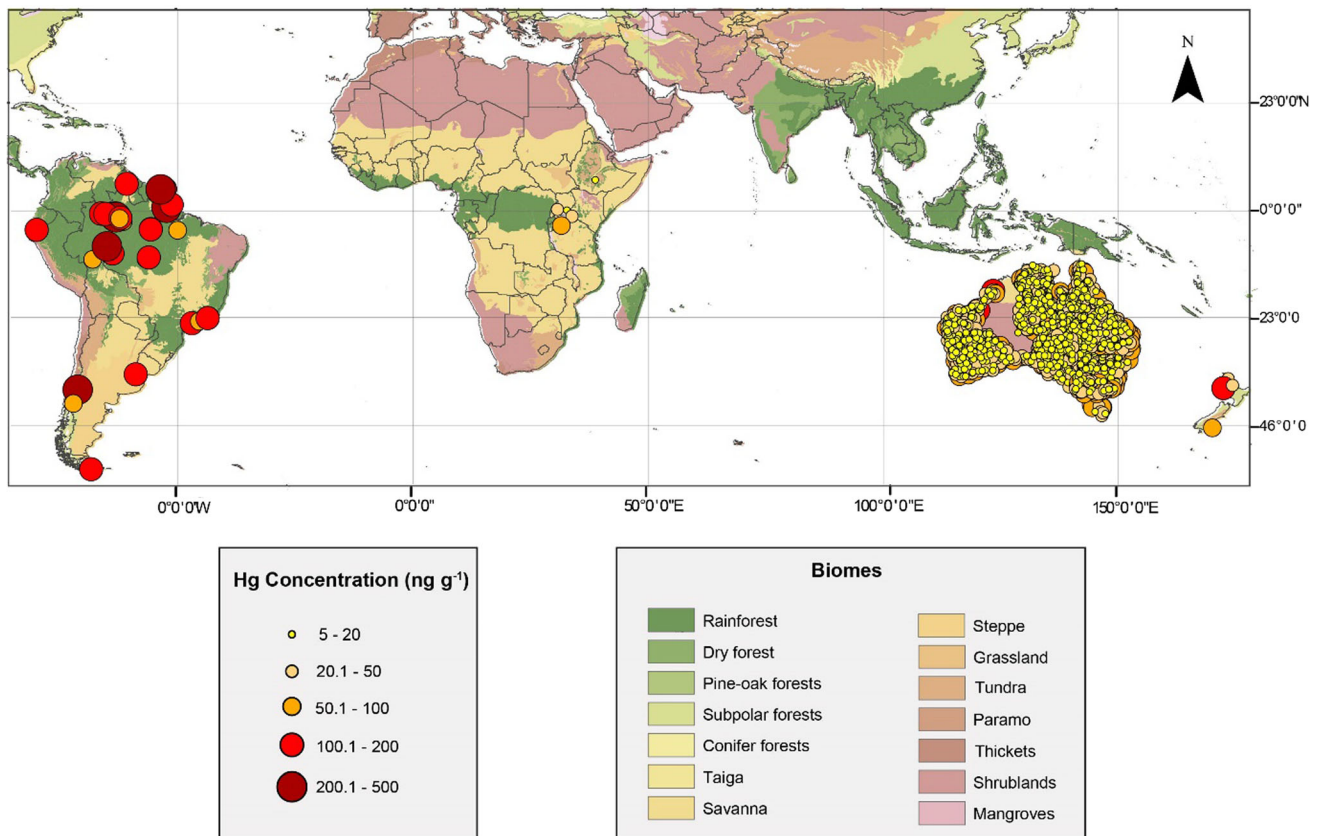 N
23°0'0"N
0°0'0"
23°0'0
46°0'0
0°0'0'W
0°0'0"
50°0'0"E
100°0'0"E
150°0'0"E
Hg Concentration (ng g⁻¹)
5 - 20
20.1 - 50
50.1 - 100
100.1 - 200
200.1 - 500
Biomes
Rainforest
Dry forest
Pine-oak forests
Subpolar forests
Conifer forests
Taiga
Savanna
Steppe
Grassland
Tundra
Paramo
Thickets
Shrublands
Mangroves